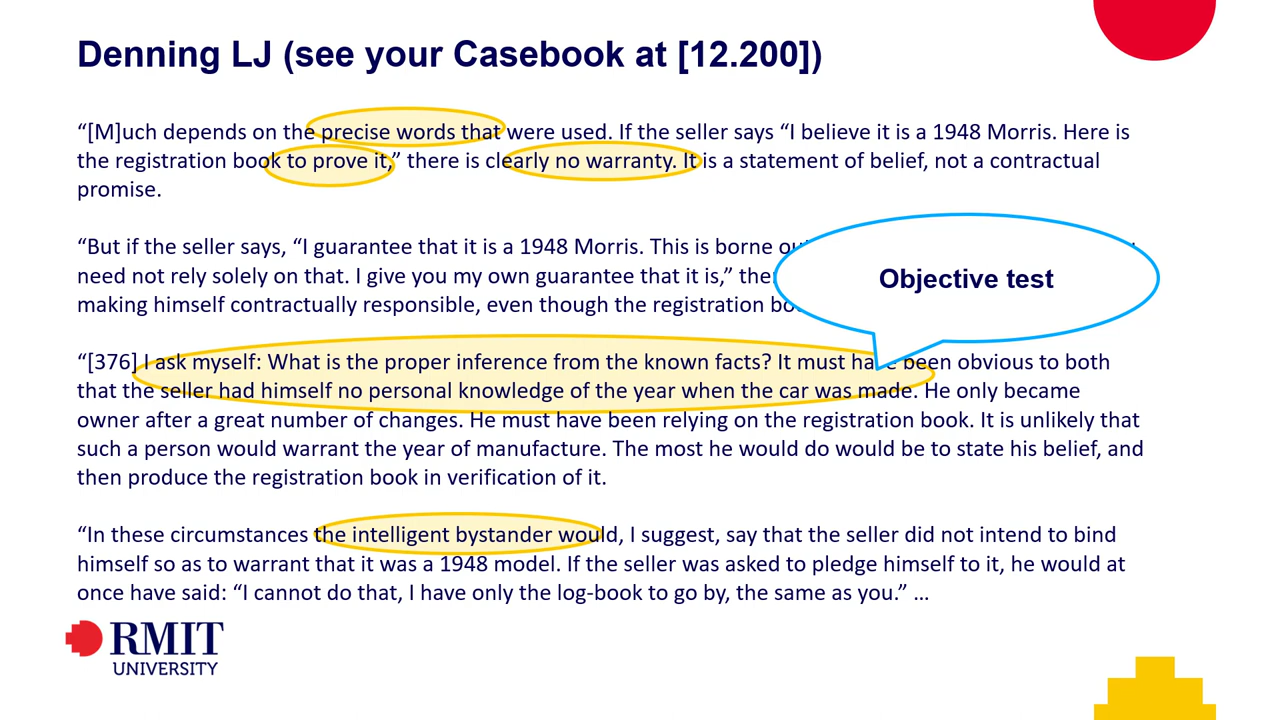 Denning LJ (see your Casebook at [12.200])
“[M]uch depends on the precise words that were used. If the seller says “I believe it is a 1948 Morris. Here is
the registration book to prove it,” there is clearly no warranty. It is a statement of belief, not a contractual
promise.
“But if the seller says, “I guarantee that it is a 1948 Morris. This is borne
need not rely solely on that. I give you my own guarantee that it is,”
making himself contractually responsible, even though the registration
Objective test
“[376] I ask myself: What is the proper inference from the known facts? It must have been obvious to both
that the seller had himself no personal knowledge of the year when the car was made. He only became
owner after a great number of changes. He must have been relying on the registration book. It is unlikely that
such a person would warrant the year of manufacture. The most he would do would be to state his belief, and
then produce the registration book in verification of it.
“In these circumstances the intelligent bystander would, I suggest, say that the seller did not intend to bind
himself so as to warrant that it was a 1948 model. If the seller was asked to pledge himself to it, he would at
once have said: “I cannot do that, I have only the log-book to go by, the same as you.” …
RMIT
UNIVERSITY